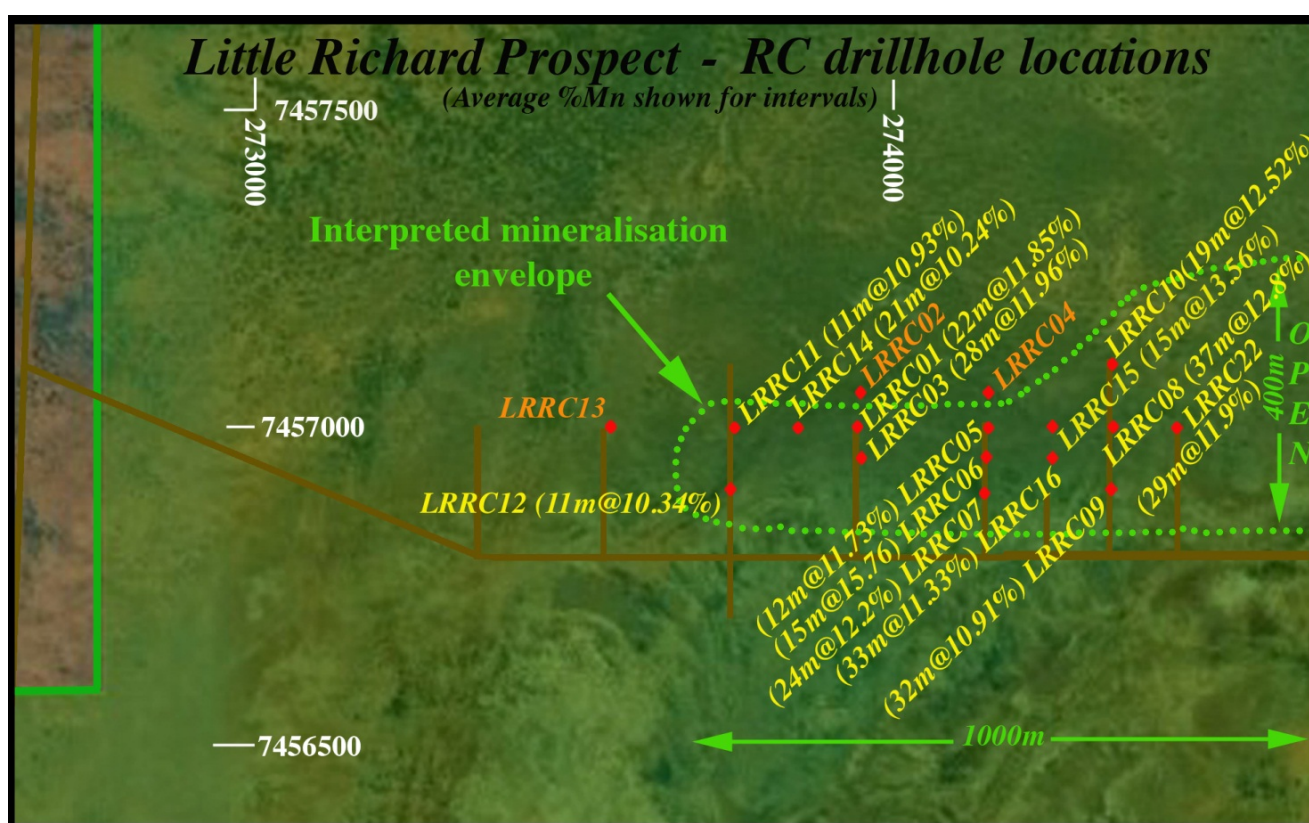 Little Richard Prospect - RC drillhole locations
(Average %Mn shown for intervals)
7457500
273000
274000
Interpreted mineralisation
envelope
LRRC11 (11m@10.93%)
LRRC14 (21m@10.24%)
LRRC02
LRRC01 (22m@11.85%)
LRRC03 (28m@11.96%)
LRRC04
LRRC10(19m@12.52%)
LRRC15 (15m@13.56%)
LRRC08 (37m@12.8%)
LRRC22
(29m@11.9%)
400m
OPEN
LRRC13
7457000
LRRC12 (11m@10.34%)
(12m@11.73%) LRRC05
(15m@15.76) LRRC06
(24m@12.2%) LRRC07
(33m@11.33%) LRRC16
(32m@10.91%) LRRC09
7456500
1000m